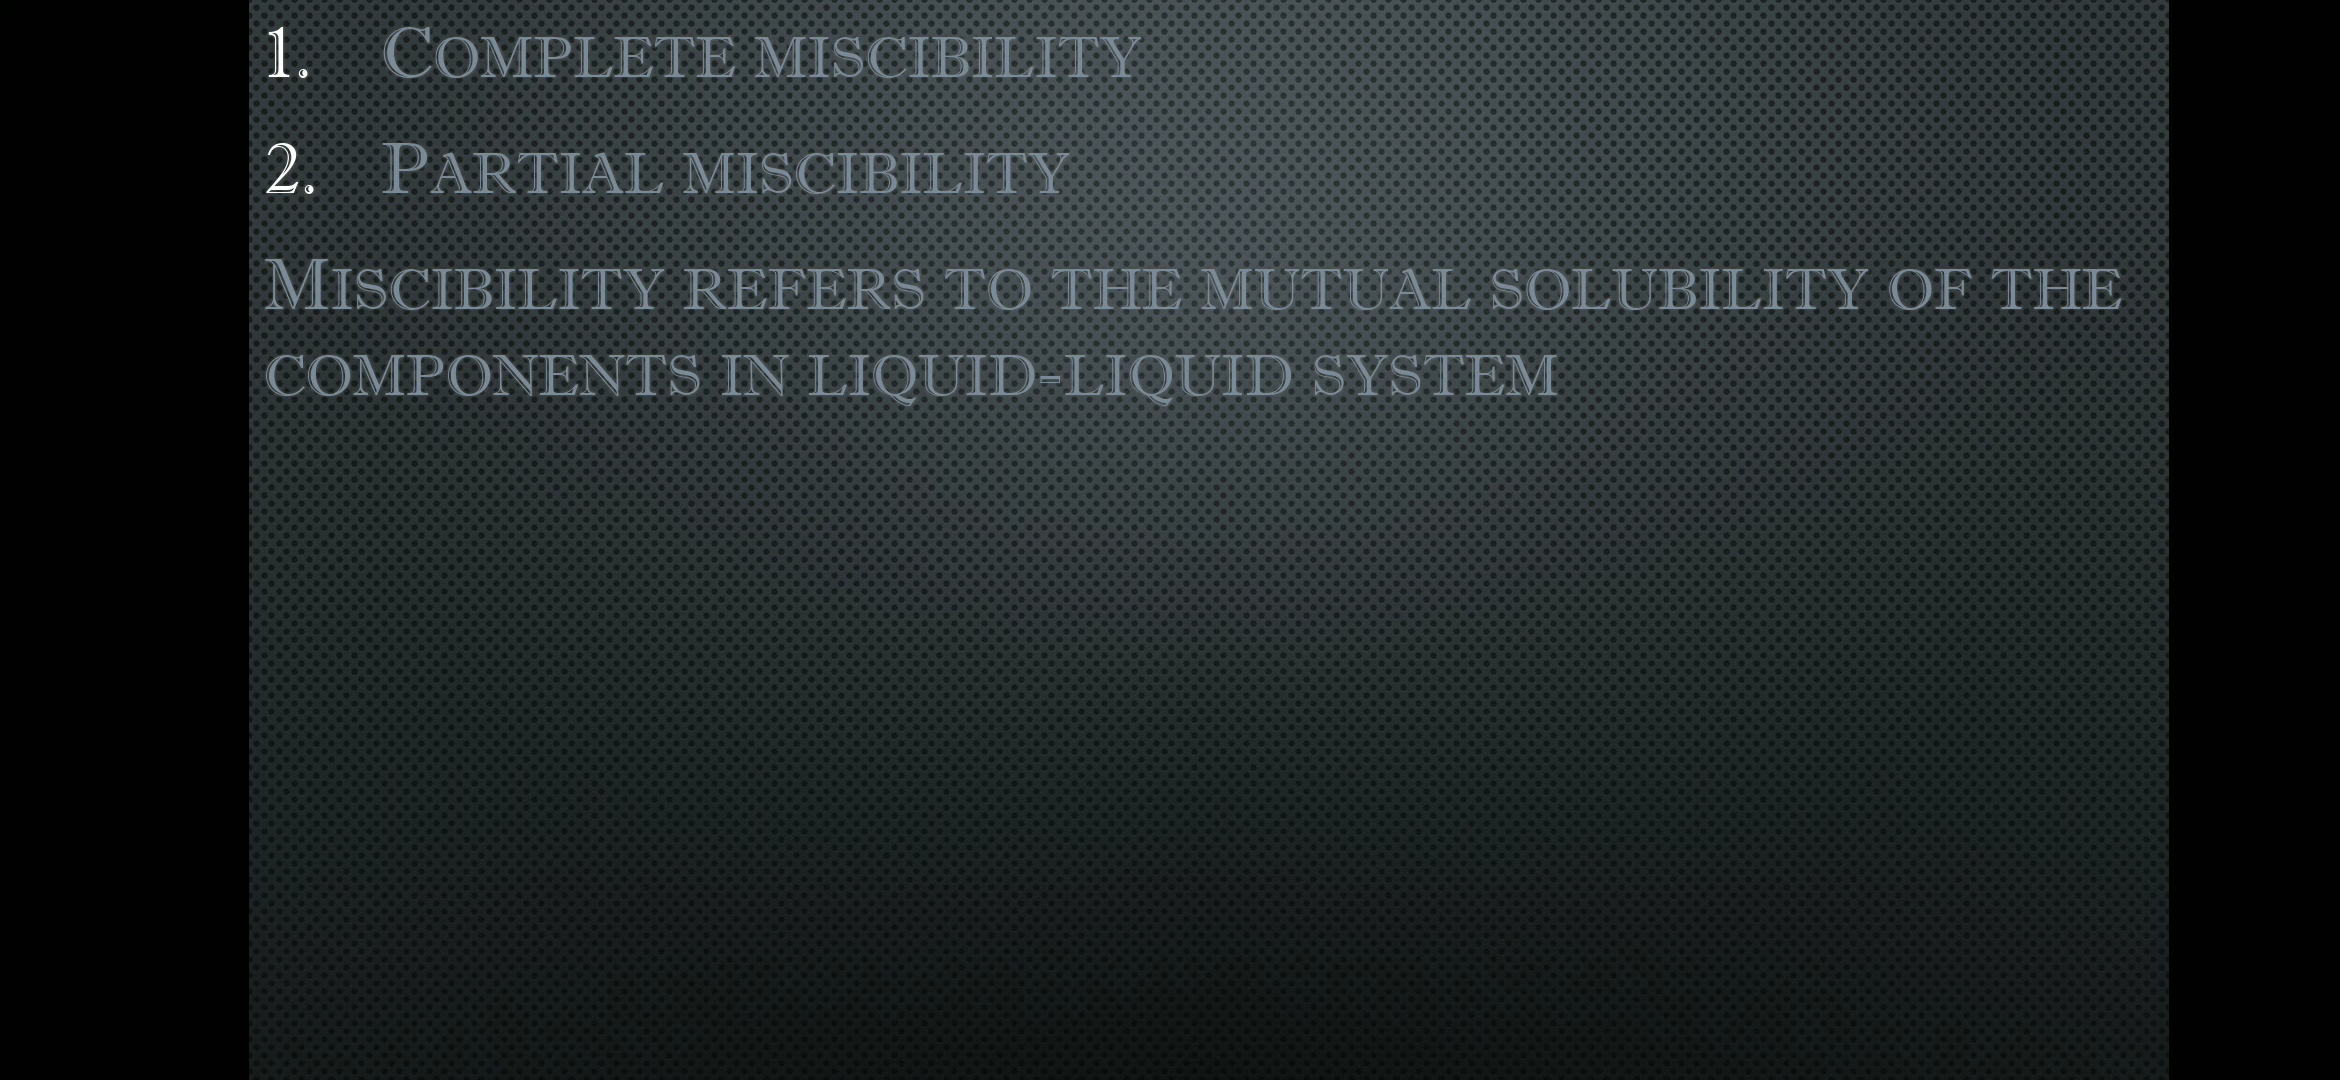 1. Complete miscibility
2. Partial miscibility
Miscibility refers to the mutual solubility of the
components in liquid-liquid system